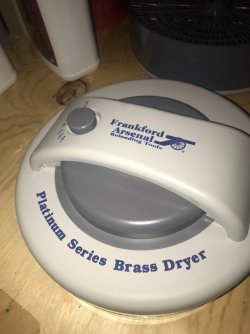 Frankford
Arsenal
Reloading Tools
Platinum Series Brass Dryer